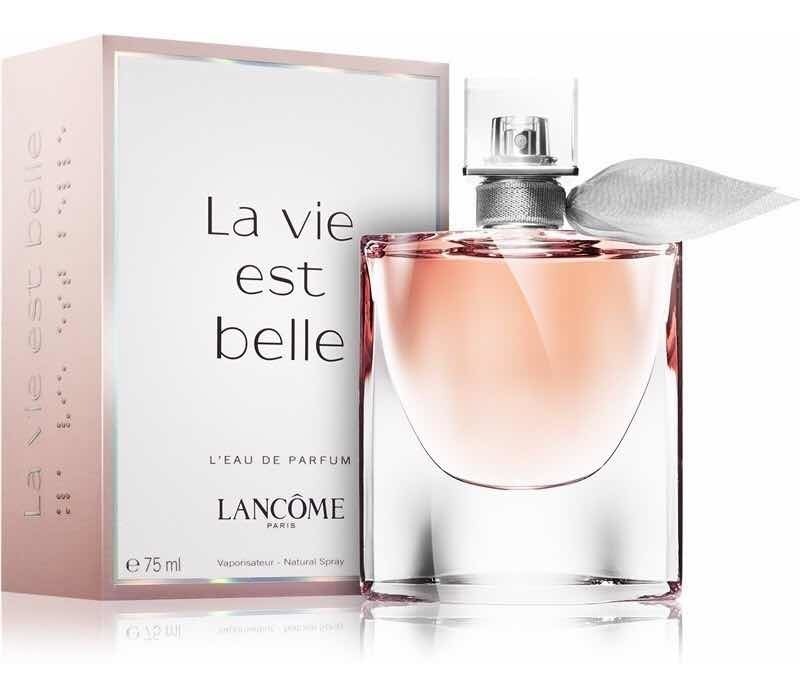 La vie est belle
La vie
est
belle
L'EAU DE PARFUM
LANCÔME
PARIS
℮ 75 ml
Vaporisateur - Natural Spray